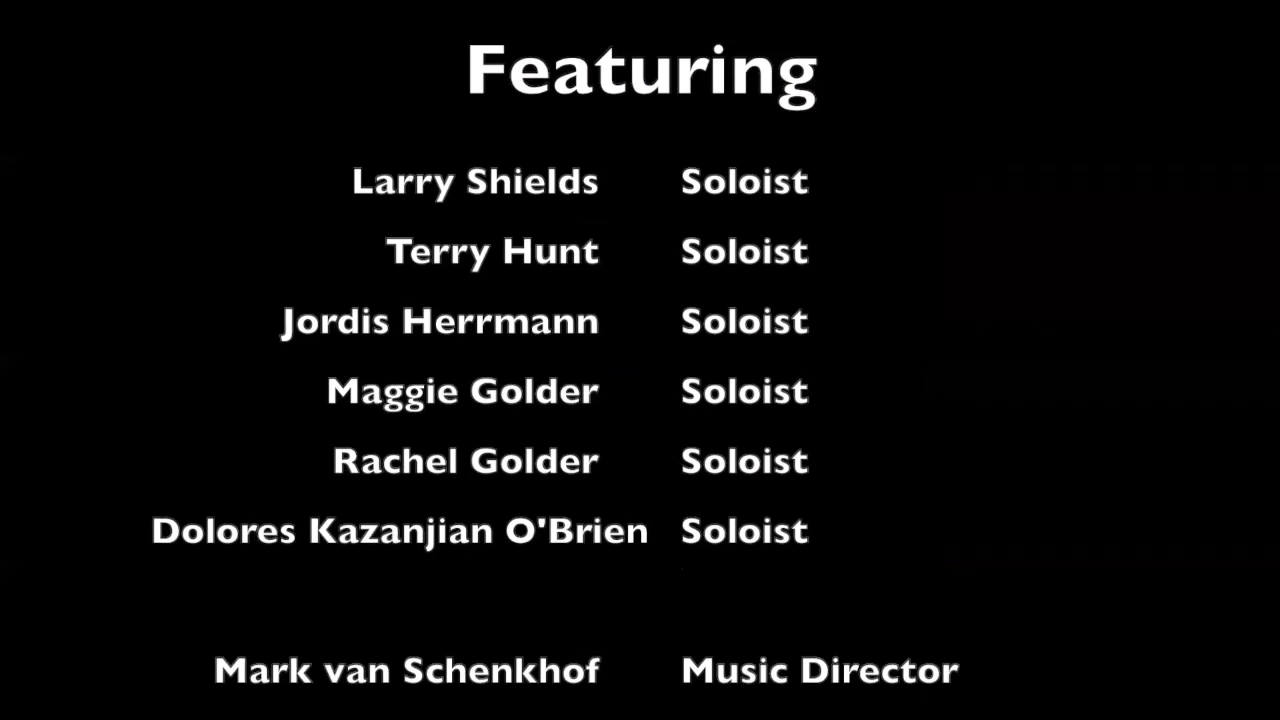 Featuring
Larry Shields Soloist
Terry Hunt Soloist
Jordis Herrmann Soloist
Maggie Golder Soloist
Rachel Golder Soloist
Dolores Kazanjian O'Brien Soloist
Mark van Schenkhof Music Director